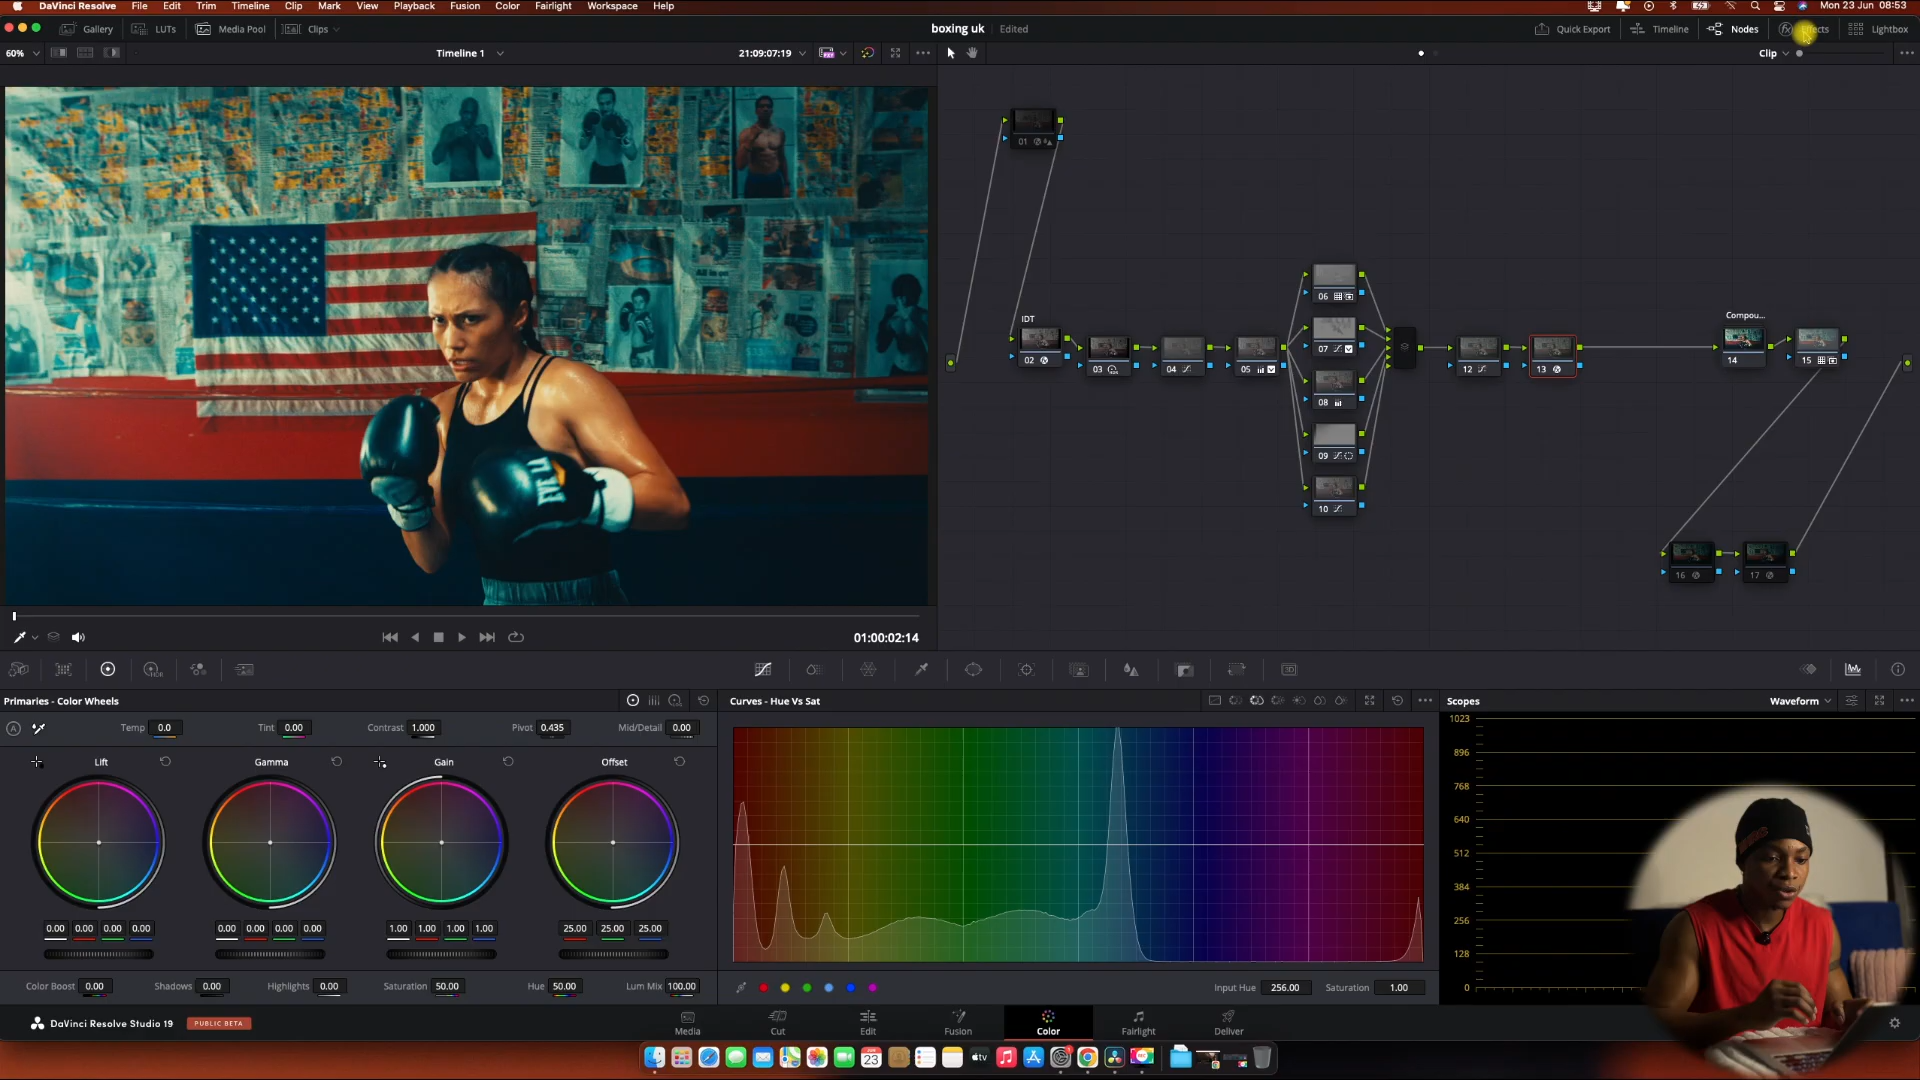 DaVinci Resolve File Edit Trim Timeline Clip Mark View Playback Fusion Color Fairlight Workspace Help Mon 23 Jun 08:53
Gallery LUTs Media Pool Clips boxing uk Edited Quick Export Timeline Nodes Effects Lightbox
60% Timeline 1 21:09:07:19 Clip
01
IDT
02
03
04
05
06
07
08
09
10
12
13
Compou...
14
15
16
17
01:00:02:14
Primaries - Color Wheels Curves - Hue Vs Sat Scopes Waveform
Temp 0.0 Tint 0.00 Contrast 1.000 Pivot 0.435 Mid/Detail 0.00
Lift Gamma Gain Offset
0.00 0.00 0.00 0.00 0.00 0.00 0.00 0.00 1.00 1.00 1.00 1.00 25.00 25.00 25.00
Color Boost 0.00 Shadows 0.00 Highlights 0.00 Saturation 50.00 Hue 50.00 Lum Mix 100.00
Input Hue 256.00 Saturation 1.00
1023
896
768
640
512
384
256
128
0
DaVinci Resolve Studio 19 PUBLIC BETA
Media Cut Edit Fusion Color Fairlight Deliver
23
tv